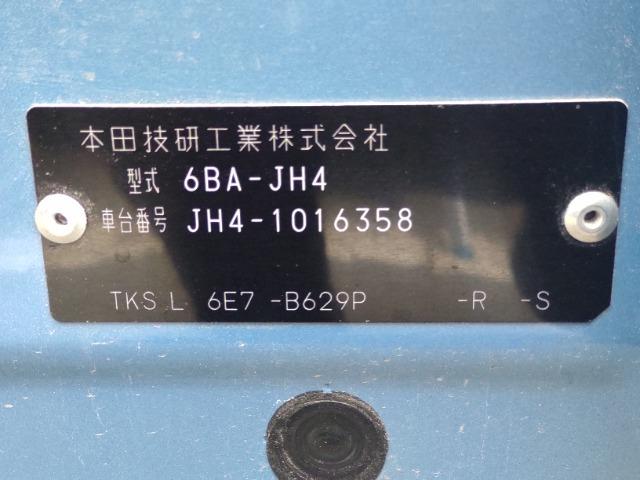 本田技研工業株式会社
型式 6BA-JH4
車台番号 JH4-1016358
TKS L 6E7 -B629P -R -S